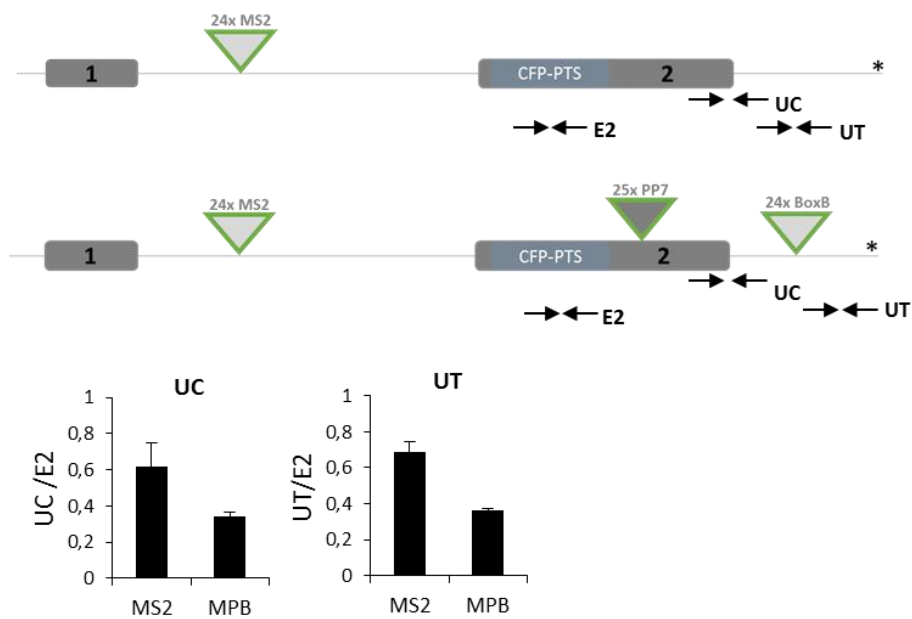 24x MS2
1 CFP-PTS 2 *
UC
E2 UT
25x PP7
24x MS2 24x BoxB
1 CFP-PTS 2 *
UC
E2 UT
UC UT
1 1
0,8 0,8
0,6 0,6
0,4 0,4
0,2 0,2
0 0
UC /E2 UT/E2
MS2 MPB MS2 MPB